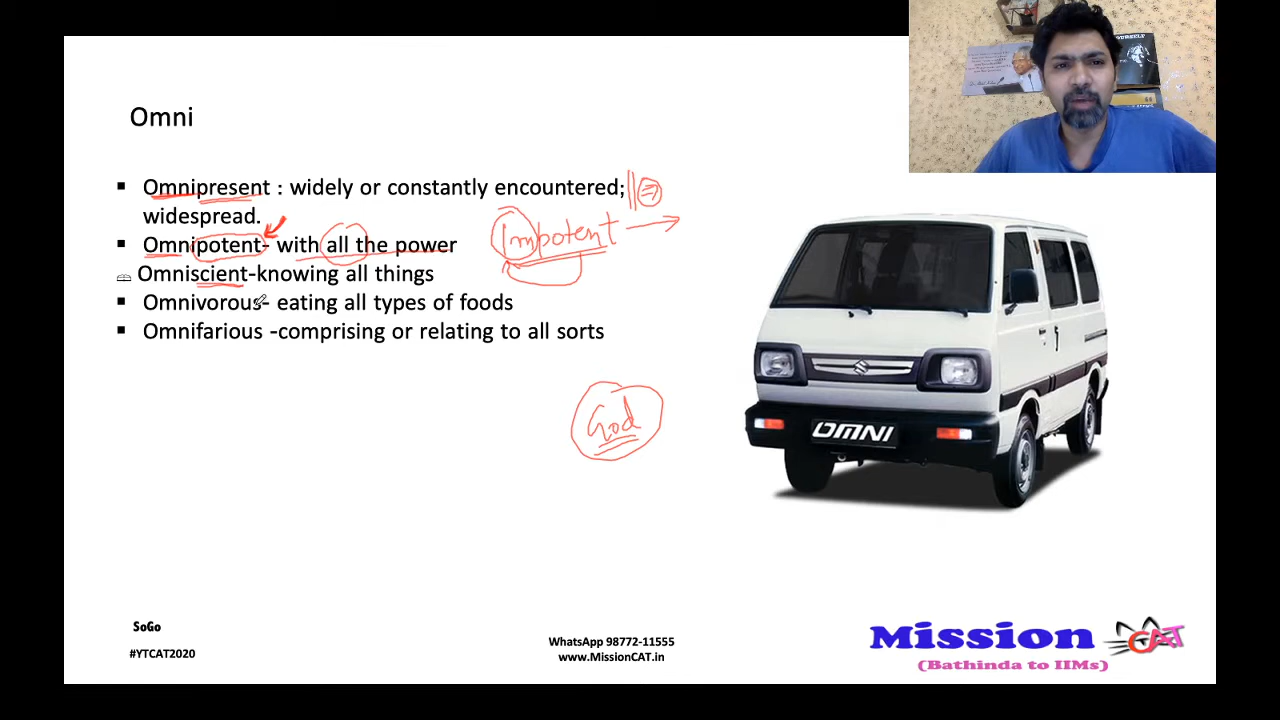 YOURSELF
Omni
Omnipresent : widely or constantly encountered;
widespread.
Impotent
Omnipotent- with all the power
Omniscient-knowing all things
Omnivorous- eating all types of foods
Omnifarious -comprising or relating to all sorts
God
OMNI
SoGo
#YTCAT2020
WhatsApp 98772-11555
www.MissionCAT.in
Mission CAT
(Bathinda to IIMs)